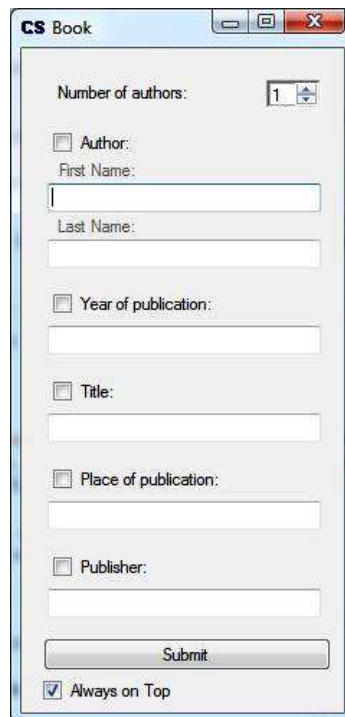 CS Book
Number of authors: 1
Author:
First Name:
Last Name:
Year of publication:
Title:
Place of publication:
Publisher:
Submit
Always on Top